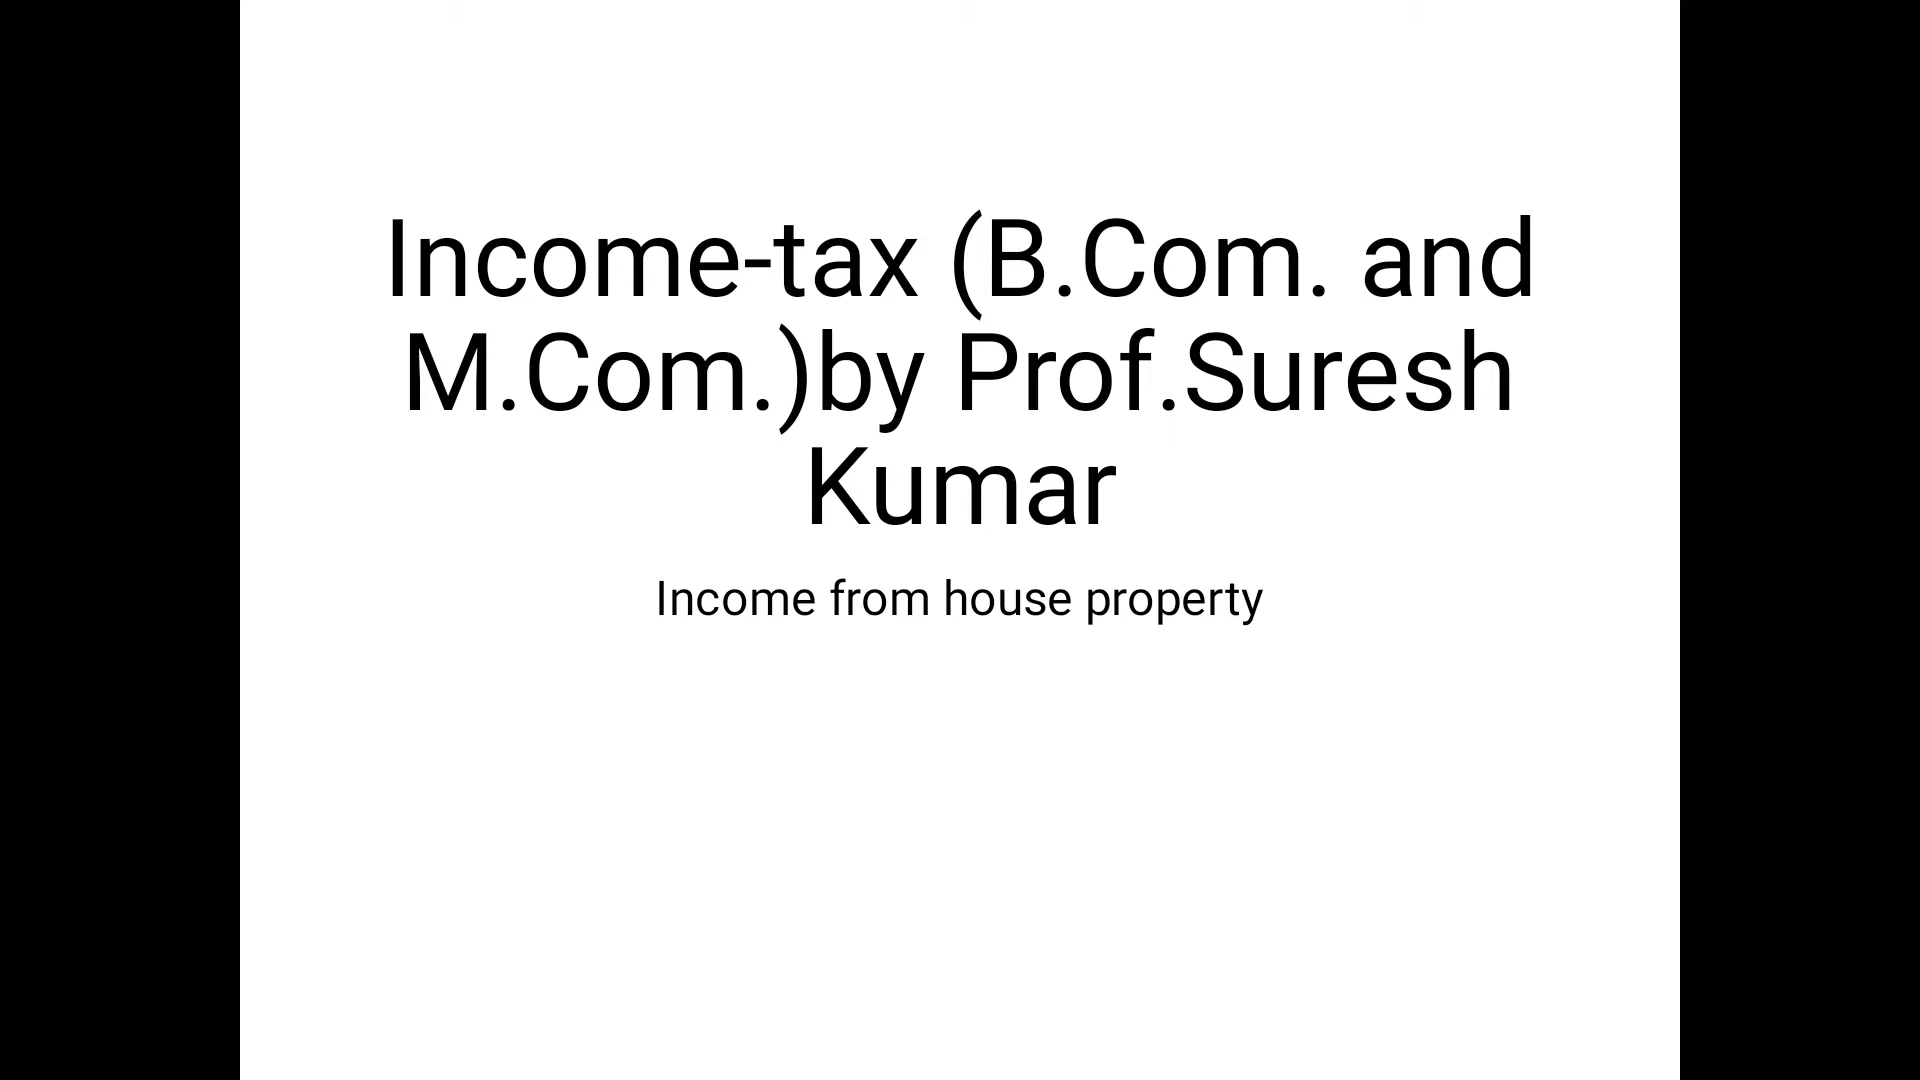 Income-tax (B.Com. and
M.Com.)by Prof.Suresh
Kumar
Income from house property